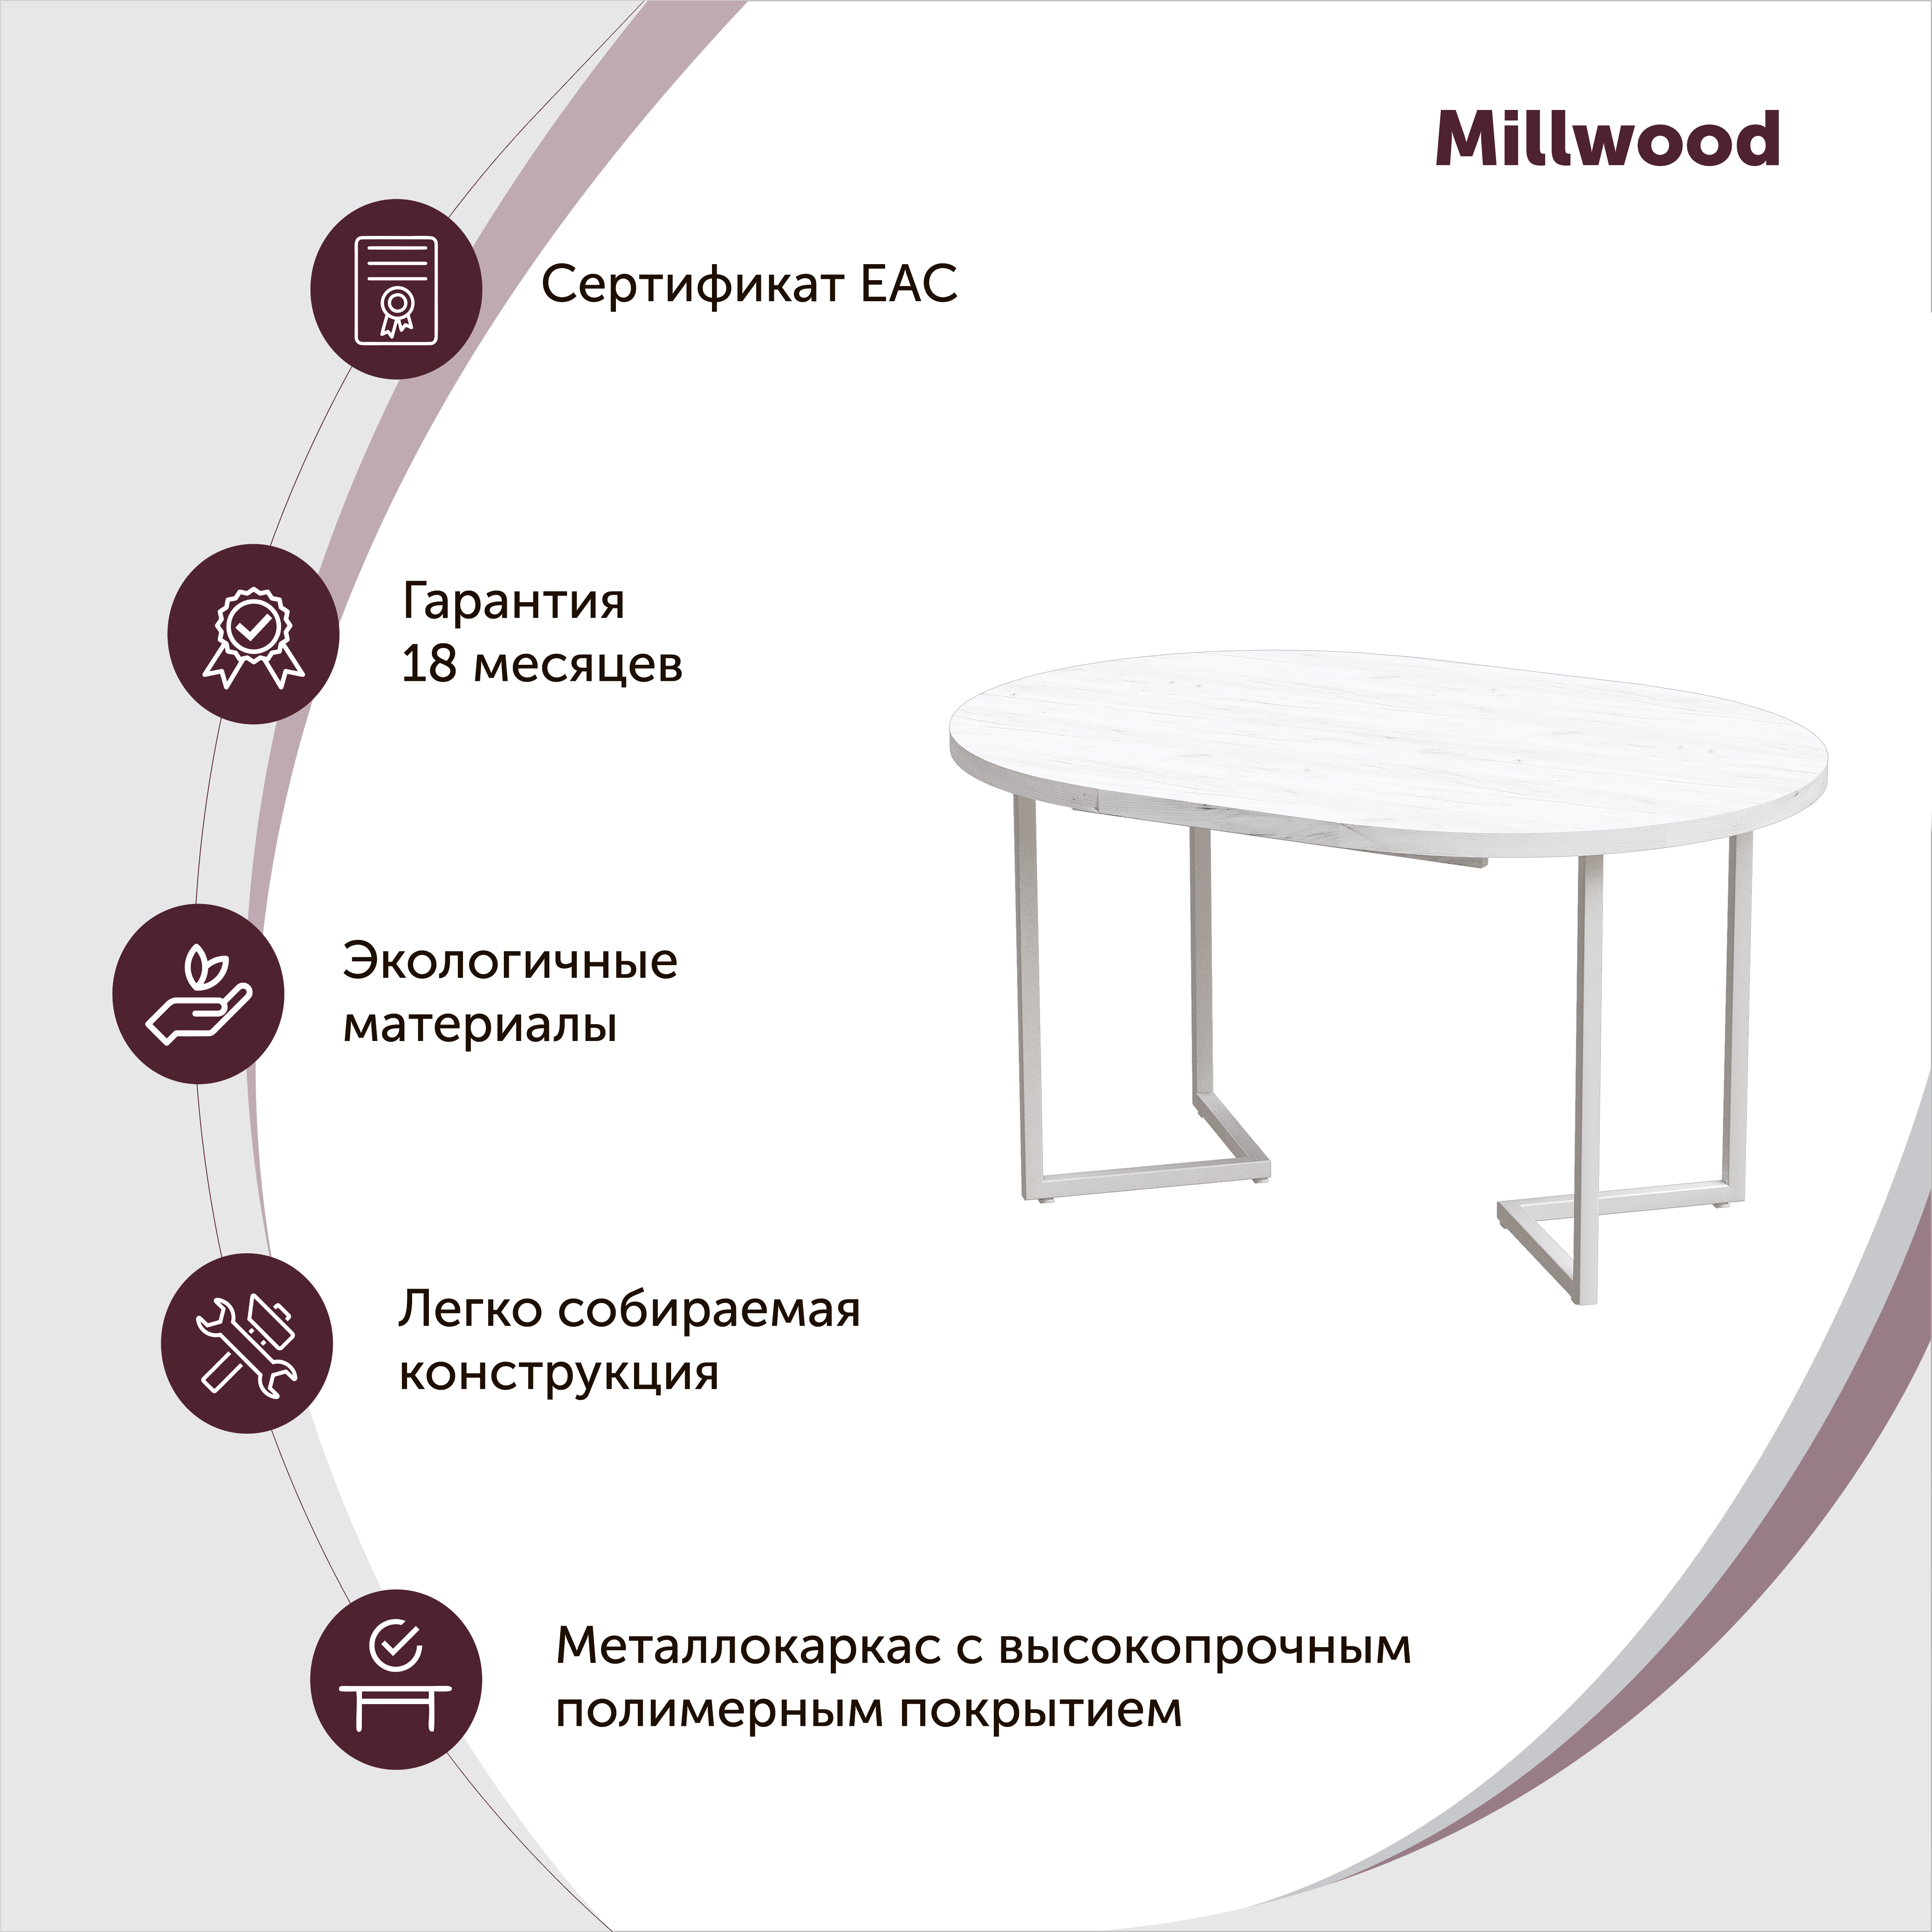 Millwood
Сертификат ЕАС
Гарантия
18 месяцев
Экологичные
материалы
Легко собираемая
конструкция
Металлокаркас с высокопрочным
полимерным покрытием